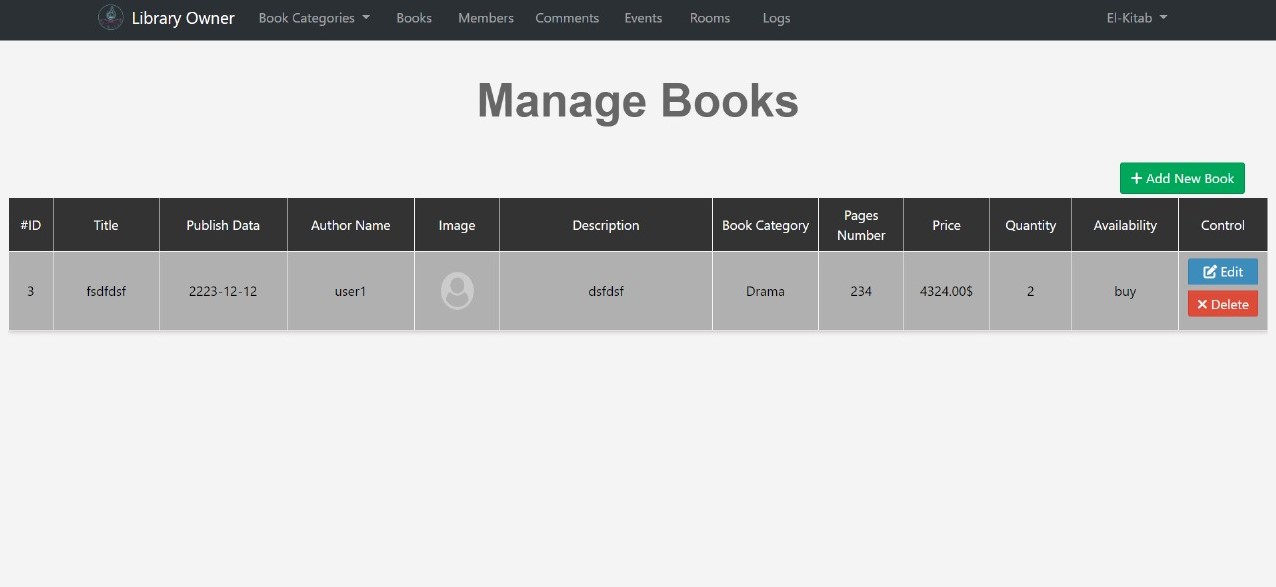 Library Owner Book Categories Books Members Comments Events Rooms Logs El-Kitab
Manage Books
Add New Book
#ID Title Publish Data Author Name Image Description Book Category Pages Number Price Quantity Availability Control
3 fsdfdsf 2223-12-12 user1 dsfdsf Drama 234 4324.00$ 2 buy Edit
Delete